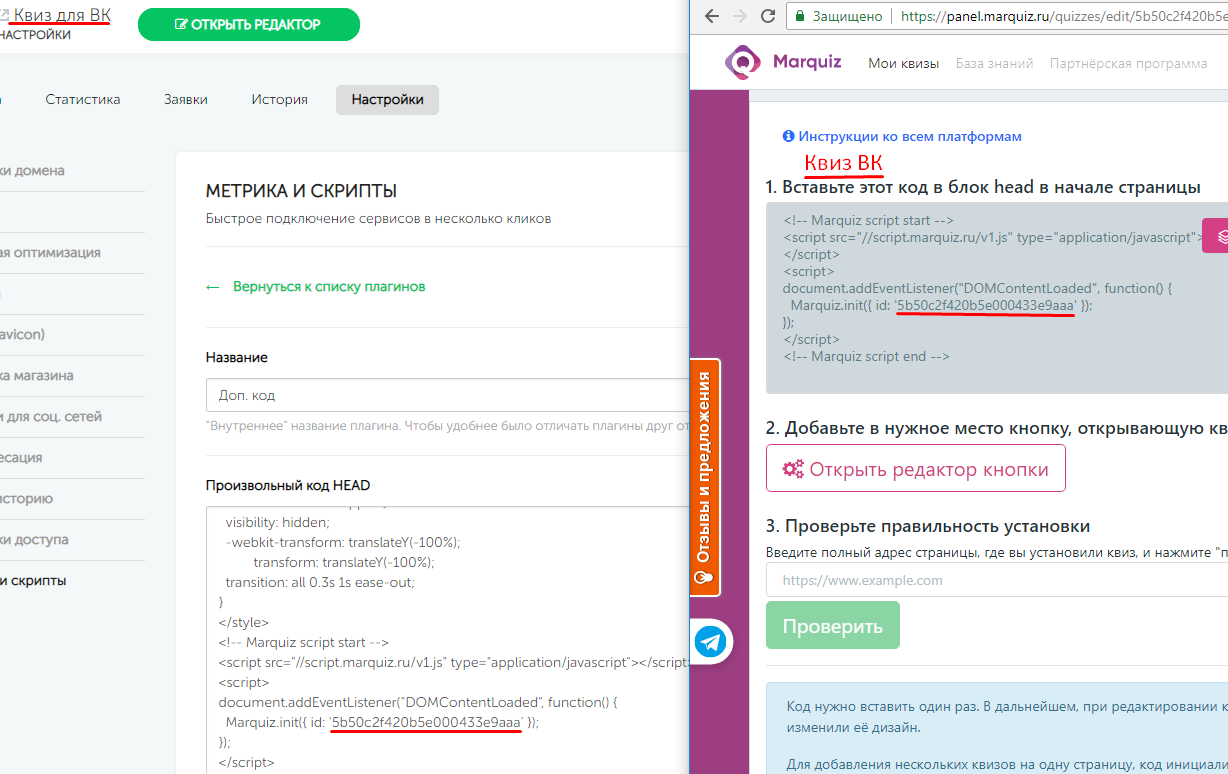 Квиз для ВК
НАСТРОЙКИ
ОТКРЫТЬ РЕДАКТОР
Статистика
Заявки
История
Настройки
ки домена
ая оптимизация
avicon)
ка магазина
и для соц. сетей
есация
историю
ки доступа
и скрипты
МЕТРИКА И СКРИПТЫ
Быстрое подключение сервисов в несколько кликов
← Вернуться к списку плагинов
Название
Доп. код
"Внутреннее" название плагина. Чтобы удобнее было отличать плагины друг от
Произвольный код HEAD
visibility: hidden;
-webkit-transform: translateY(-100%);
transform: translateY(-100%);
transition: all 0.3s 1s ease-out;
}
</style>
<!-- Marquiz script start -->
<script src="//script.marquiz.ru/v1.js" type="application/javascript"></script
<script>
document.addEventListener("DOMContentLoaded", function() {
Marquiz.init({ id: '5b50c2f420b5e000433e9aaa' });
});
</script>
Защищено
https://panel.marquiz.ru/quizzes/edit/5b50c2f420b5e
Marquiz
Мои квизы
База знаний
Партнёрская программа
Инструкции ко всем платформам
Квиз ВК
1. Вставьте этот код в блок head в начале страницы
<!-- Marquiz script start -->
<script src="//script.marquiz.ru/v1.js" type="application/javascript">
</script>
<script>
document.addEventListener("DOMContentLoaded", function() {
Marquiz.init({ id: '5b50c2f420b5e000433e9aaa' });
});
</script>
<!-- Marquiz script end -->
2. Добавьте в нужное место кнопку, открывающую кв
Открыть редактор кнопки
3. Проверьте правильность установки
Введите полный адрес страницы, где вы установили квиз, и нажмите "п
https://www.example.com
Проверить
Код нужно вставить один раз. В дальнейшем, при редактировании к
изменили её дизайн.
Для добавления нескольких квизов на одну страницу, код инициали
Отзывы и предложения